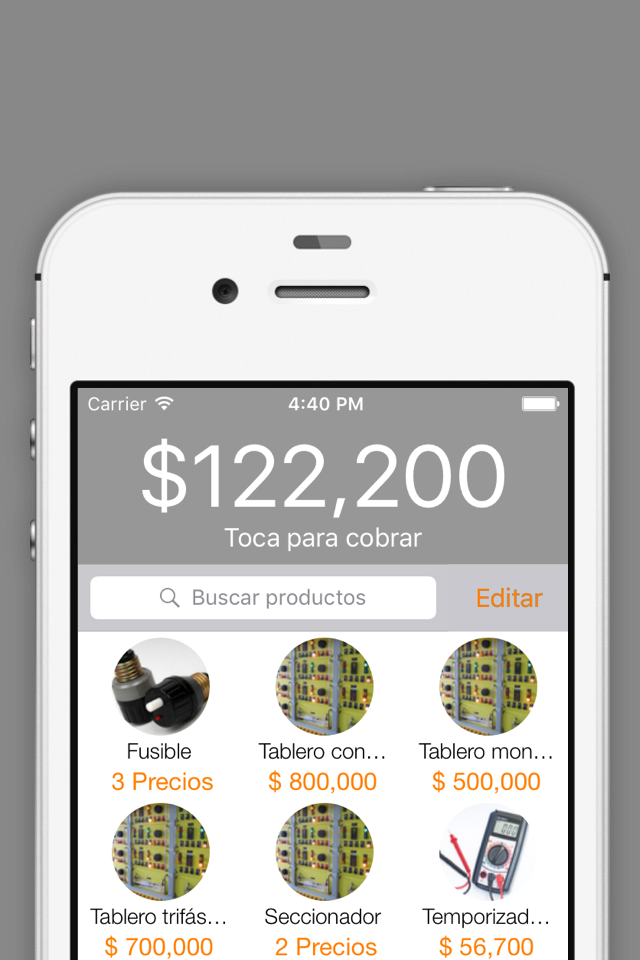 Carrier 4:40 PM
$122,200
Toca para cobrar
Buscar productos Editar
Fusible Tablero con... Tablero mon...
3 Precios $ 800,000 $ 500,000
Tablero trifás... Seccionador Temporizad...
$ 700,000 2 Precios $ 56,700